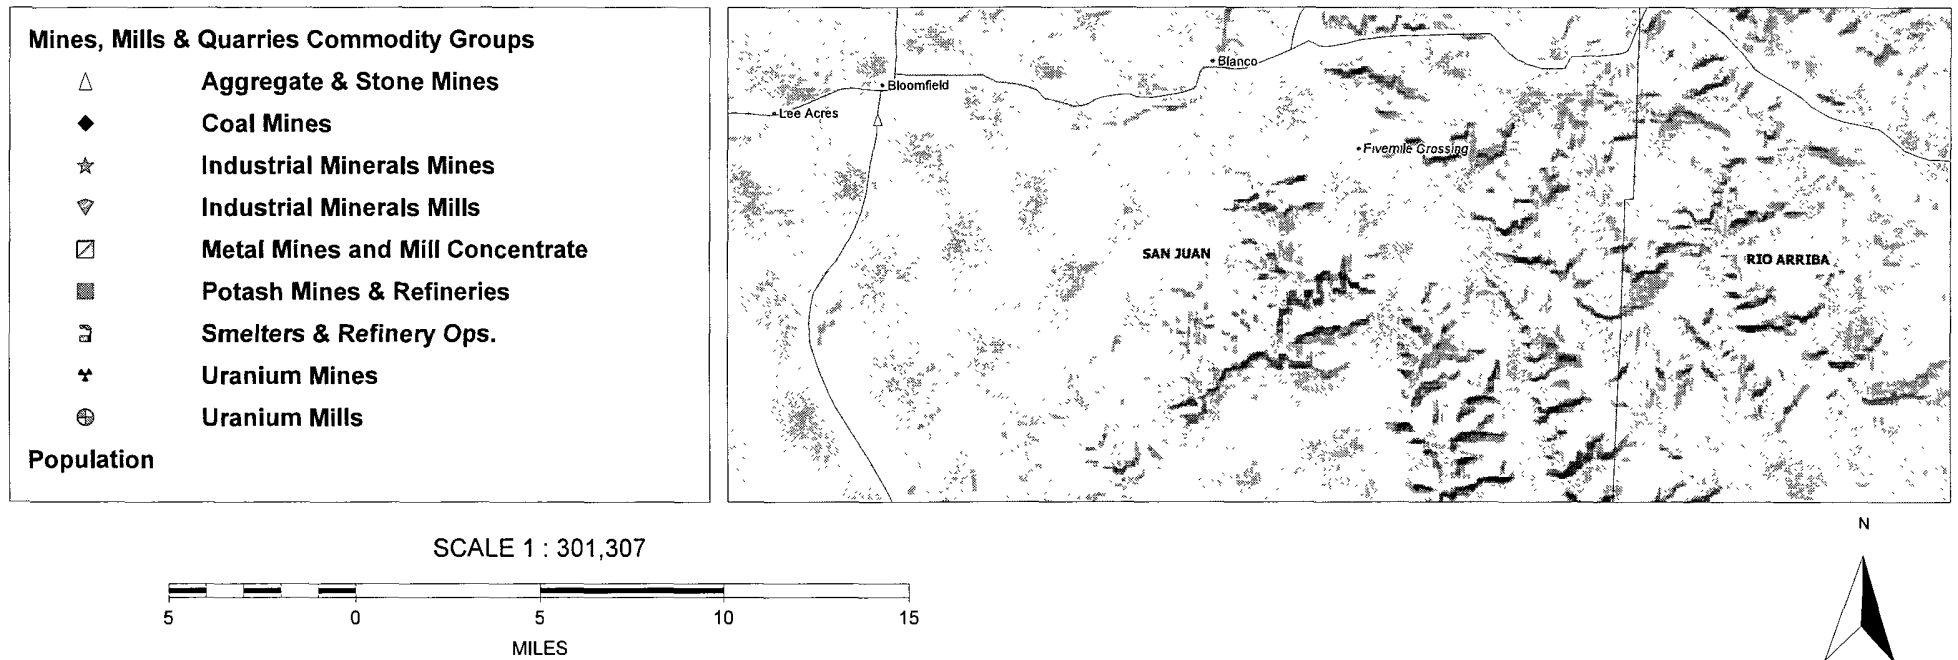 Mines, Mills & Quarries Commodity Groups
Aggregate & Stone Mines
Coal Mines
Industrial Minerals Mines
Industrial Minerals Mills
Metal Mines and Mill Concentrate
Potash Mines & Refineries
Smelters & Refinery Ops.
Uranium Mines
Uranium Mills
Population
Blanco
Bloomfield
Lee Acres
Fivemile Crossing
SAN JUAN
RIO ARRIBA
SCALE 1 : 301,307
5 0 5 10 15
MILES
N